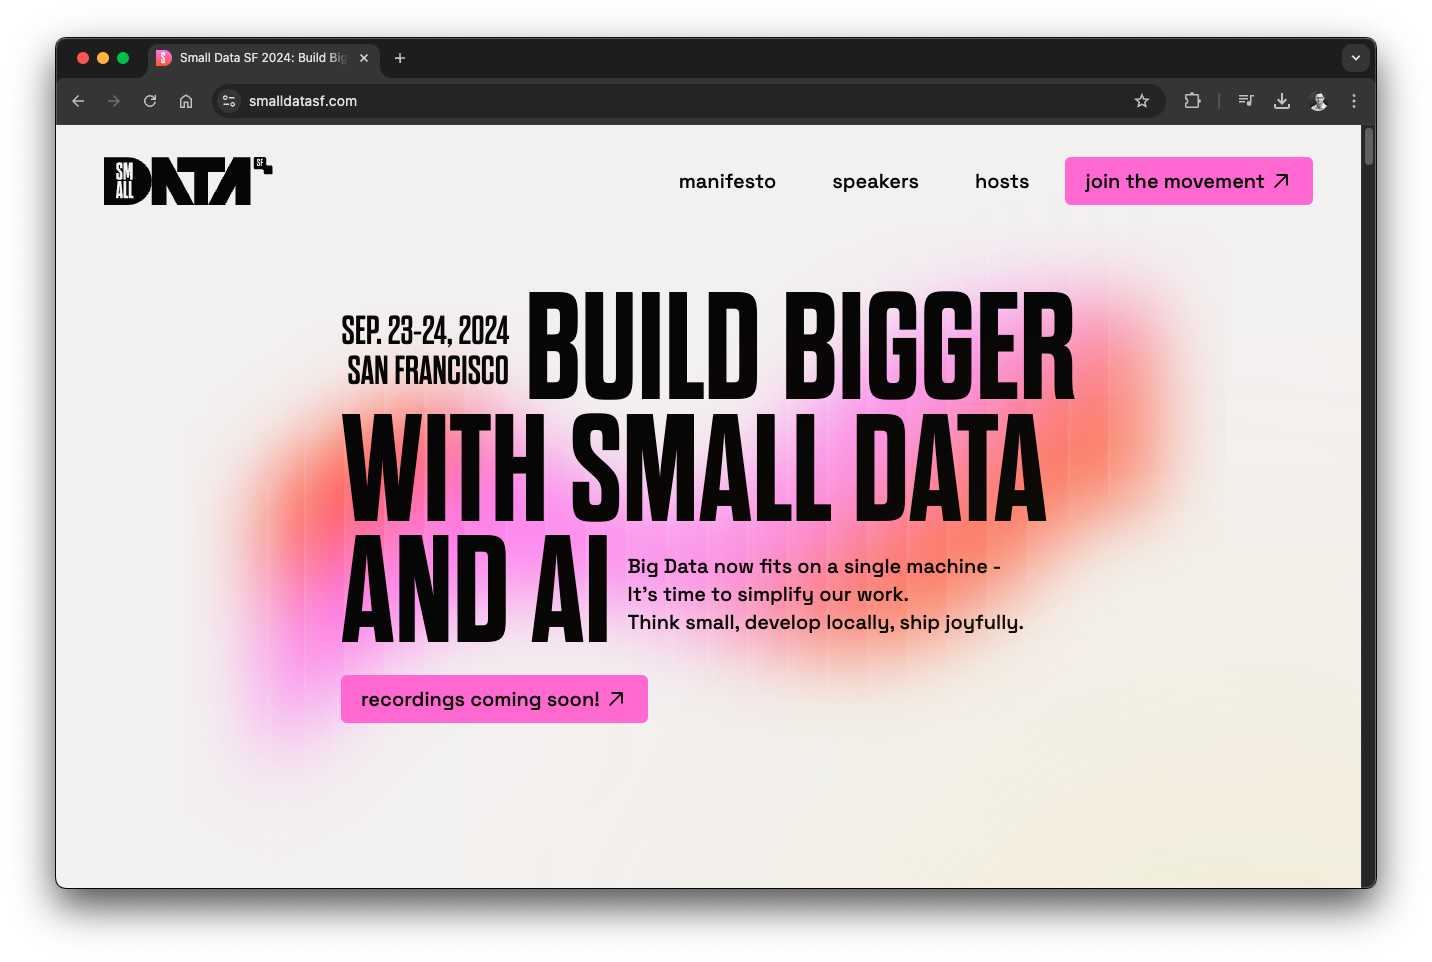 Small Data SF 2024: Build Big
smalldatasf.com
SM
ALL
DATA
SF
manifesto
speakers
hosts
join the movement
SEP. 23-24, 2024
SAN FRANCISCO
BUILD BIGGER
WITH SMALL DATA
AND AI
Big Data now fits on a single machine -
It's time to simplify our work.
Think small, develop locally, ship joyfully.
recordings coming soon!